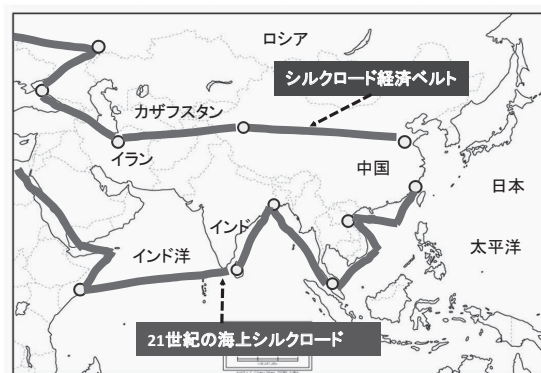 ロシア
シルクロード経済ベルト
カザフスタン
イラン
中国
日本
インド
インド洋
太平洋
21世紀の海上シルクロード